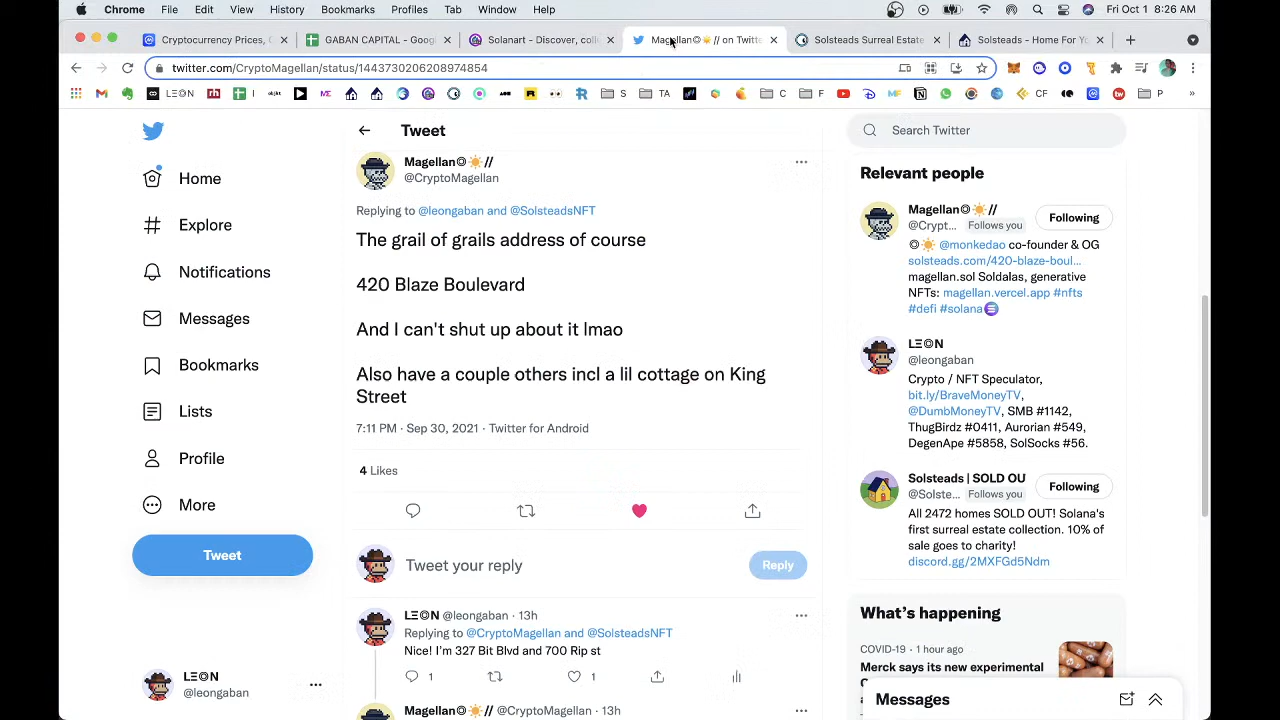 Chrome File Edit View History Bookmarks Profiles Tab Window Help Fri Oct 1 8:26 AM
Cryptocurrency Prices, GABAN CAPITAL - Goog Solanart - Discover, colle Magellan◎☀️// on Twitte Solsteads Surreal Estate Solsteads - Home For Yo
twitter.com/CryptoMagellan/status/1443730206208974854
LΞ◎N I S TA C F CF P »
Tweet
Search Twitter
Home
Explore
Notifications
Messages
Bookmarks
Lists
Profile
More
Tweet
LΞ◎N
@leongaban
Magellan◎☀️//
@CryptoMagellan
Replying to @leongaban and @SolsteadsNFT
The grail of grails address of course
420 Blaze Boulevard
And I can't shut up about it lmao
Also have a couple others incl a lil cottage on King
Street
7:11 PM · Sep 30, 2021 · Twitter for Android
4 Likes
Tweet your reply
Reply
LΞ◎N @leongaban · 13h
Replying to @CryptoMagellan and @SolsteadsNFT
Nice! I'm 327 Bit Blvd and 700 Rip st
1 1
Magellan◎☀️// @CryptoMagellan · 13h
Relevant people
Magellan◎☀️//
@Crypt... Follows you
Following
◎☀️ @monkedao co-founder & OG
solsteads.com/420-blaze-boul...
magellan.sol Soldalas, generative
NFTs: magellan.vercel.app #nfts
#defi #solana
LΞ◎N
@leongaban
Crypto / NFT Speculator,
bit.ly/BraveMoneyTV,
@DumbMoneyTV, SMB #1142,
ThugBirdz #0411, Aurorian #549,
DegenApe #5858, SolSocks #56.
Solsteads | SOLD OU
@Solste... Follows you
Following
All 2472 homes SOLD OUT! Solana's
first surreal estate collection. 10% of
sale goes to charity!
discord.gg/2MXFGd5Ndm
What's happening
COVID-19 · 1 hour ago
Merck says its new experimental
Messages